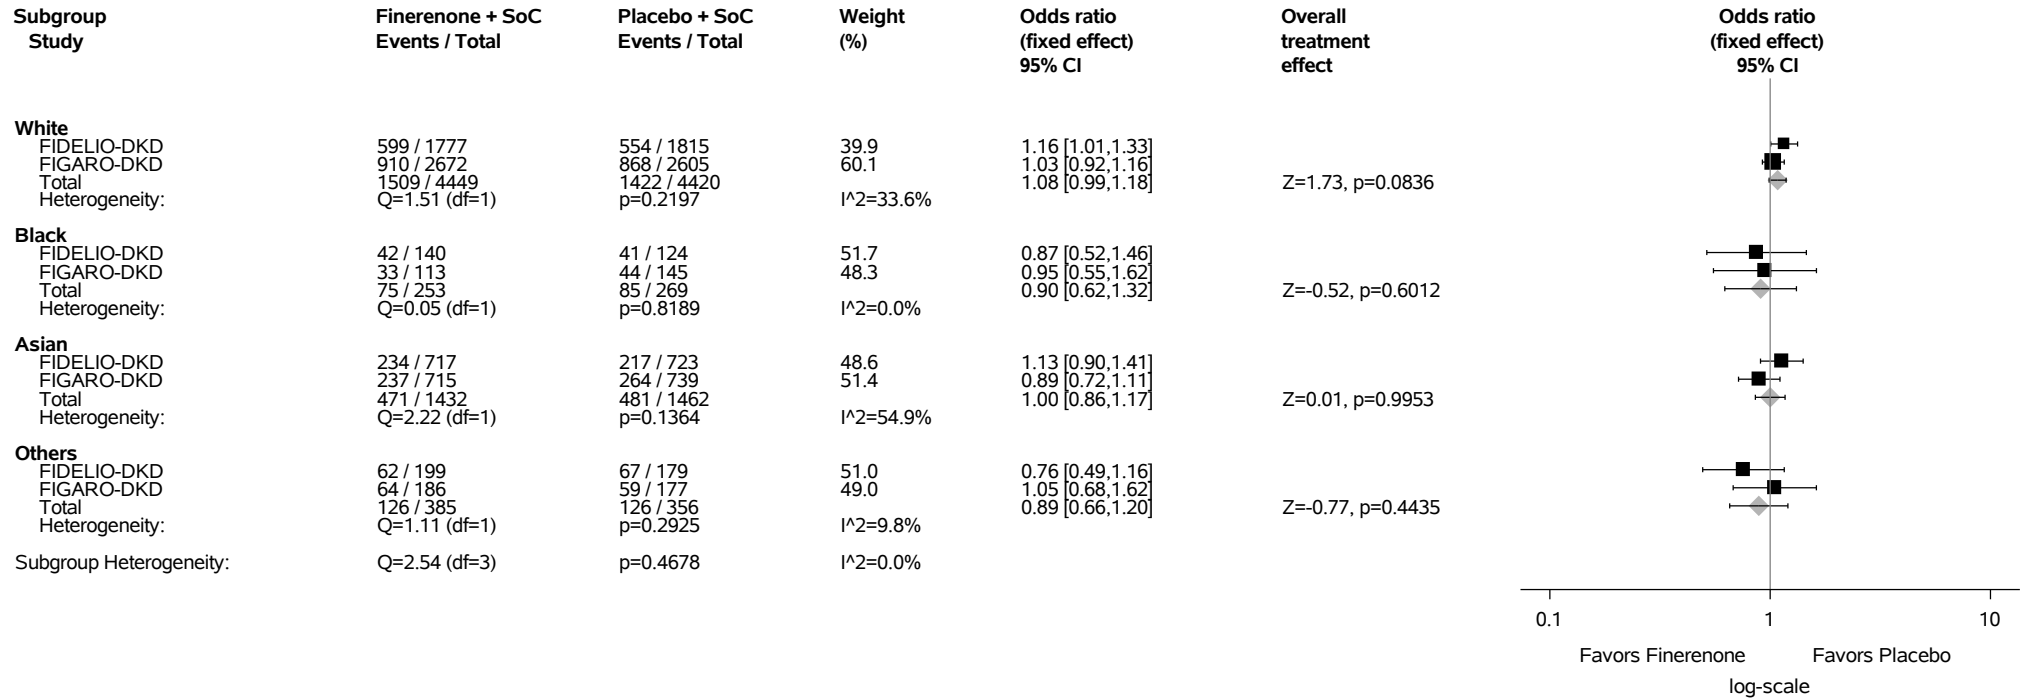 Subgroup Finerenone + SoC Placebo + SoC Weight Odds ratio Overall Odds ratio
Study Events / Total Events / Total (%) (fixed effect) treatment (fixed effect)
95% CI effect 95% CI
White
FIDELIO-DKD 599 / 1777 554 / 1815 39.9 1.16 [1.01,1.33]
FIGARO-DKD 910 / 2672 868 / 2605 60.1 1.03 [0.92,1.16]
Total 1509 / 4449 1422 / 4420 1.08 [0.99,1.18] Z=1.73, p=0.0836
Heterogeneity: Q=1.51 (df=1) p=0.2197 I^2=33.6%
Black
FIDELIO-DKD 42 / 140 41 / 124 51.7 0.87 [0.52,1.46]
FIGARO-DKD 33 / 113 44 / 145 48.3 0.95 [0.55,1.62]
Total 75 / 253 85 / 269 0.90 [0.62,1.32] Z=-0.52, p=0.6012
Heterogeneity: Q=0.05 (df=1) p=0.8189 I^2=0.0%
Asian
FIDELIO-DKD 234 / 717 217 / 723 48.6 1.13 [0.90,1.41]
FIGARO-DKD 237 / 715 264 / 739 51.4 0.89 [0.72,1.11]
Total 471 / 1432 481 / 1462 1.00 [0.86,1.17] Z=0.01, p=0.9953
Heterogeneity: Q=2.22 (df=1) p=0.1364 I^2=54.9%
Others
FIDELIO-DKD 62 / 199 67 / 179 51.0 0.76 [0.49,1.16]
FIGARO-DKD 64 / 186 59 / 177 49.0 1.05 [0.68,1.62]
Total 126 / 385 126 / 356 0.89 [0.66,1.20] Z=-0.77, p=0.4435
Heterogeneity: Q=1.11 (df=1) p=0.2925 I^2=9.8%
Subgroup Heterogeneity: Q=2.54 (df=3) p=0.4678 I^2=0.0%
0.1 1 10
Favors Finerenone Favors Placebo
log-scale